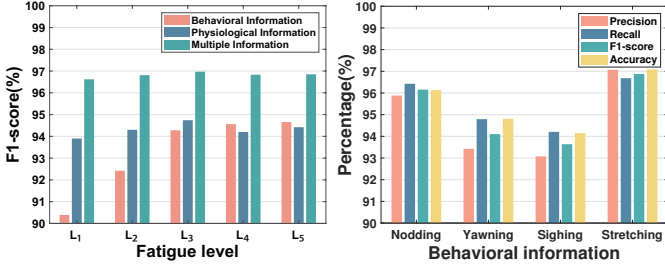 100
99
98
97
96
95
94
93
92
91
90
F1-score(%)
Behavioral Information
Physiological Information
Multiple Information
L1 L2 L3 L4 L5
Fatigue level
100
99
98
97
96
95
94
93
92
91
90
Percentage(%)
Precision
Recall
F1-score
Accuracy
Nodding Yawning Sighing Stretching
Behavioral information